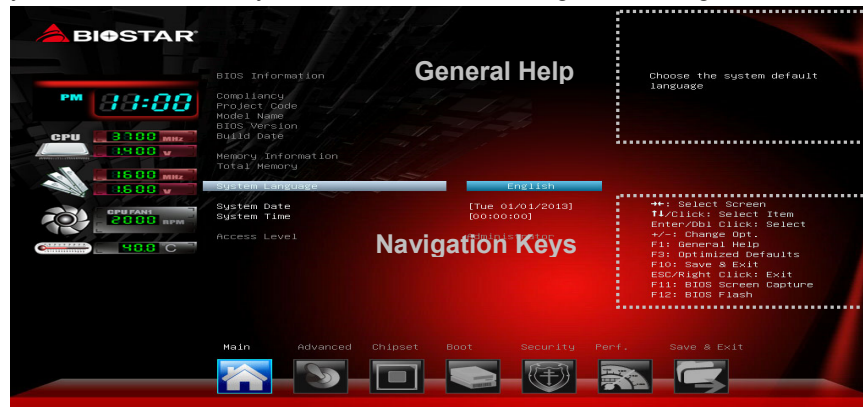 BIOSTAR
General Help
BIOS Information
Compliancy
Project Code
Model Name
BIOS Version
Build Date
Memory Information
Total Memory
System Language English
System Date [Tue 01/01/2013]
System Time [00:00:00]
Access Level
Navigation Keys
PM 11:00
CPU 3700 MHz
1.400 V
1600 MHz
1.600 V
CPU FAN1
2000 RPM
40.0 C
Choose the system default
language
→←: Select Screen
↑↓/Click: Select Item
Enter/Dbl Click: Select
+/-: Change Opt.
F1: General Help
F3: Optimized Defaults
F10: Save & Exit
ESC/Right Click: Exit
F11: BIOS Screen Capture
F12: BIOS Flash
Main Advanced Chipset Boot Security Perf. Save & Exit